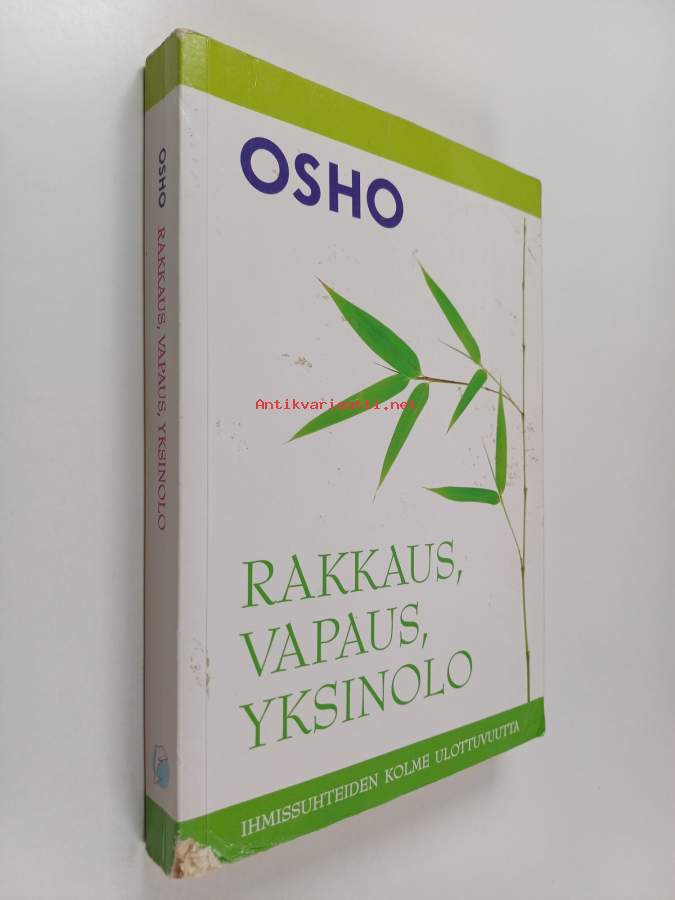 OSHO RAKKAUS, VAPAUS, YKSINOLO
OSHO
Antikvariaatti.net
RAKKAUS,
VAPAUS,
YKSINOLO
IHMISSUHTEIDEN KOLME ULOTTUVUUTTA